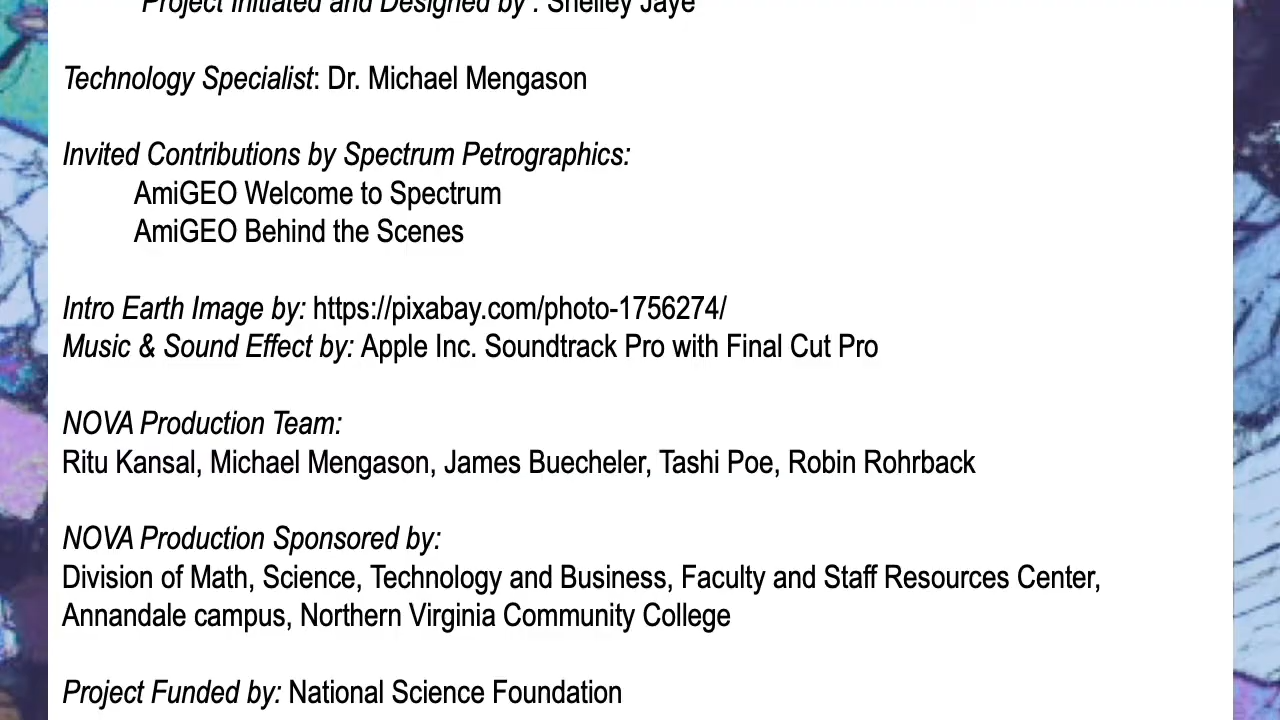 Project Initiated and Designed by : Shelley Jaye
Technology Specialist: Dr. Michael Mengason
Invited Contributions by Spectrum Petrographics:
AmiGEO Welcome to Spectrum
AmiGEO Behind the Scenes
Intro Earth Image by: https://pixabay.com/photo-1756274/
Music & Sound Effect by: Apple Inc. Soundtrack Pro with Final Cut Pro
NOVA Production Team:
Ritu Kansal, Michael Mengason, James Buecheler, Tashi Poe, Robin Rohrback
NOVA Production Sponsored by:
Division of Math, Science, Technology and Business, Faculty and Staff Resources Center,
Annandale campus, Northern Virginia Community College
Project Funded by: National Science Foundation